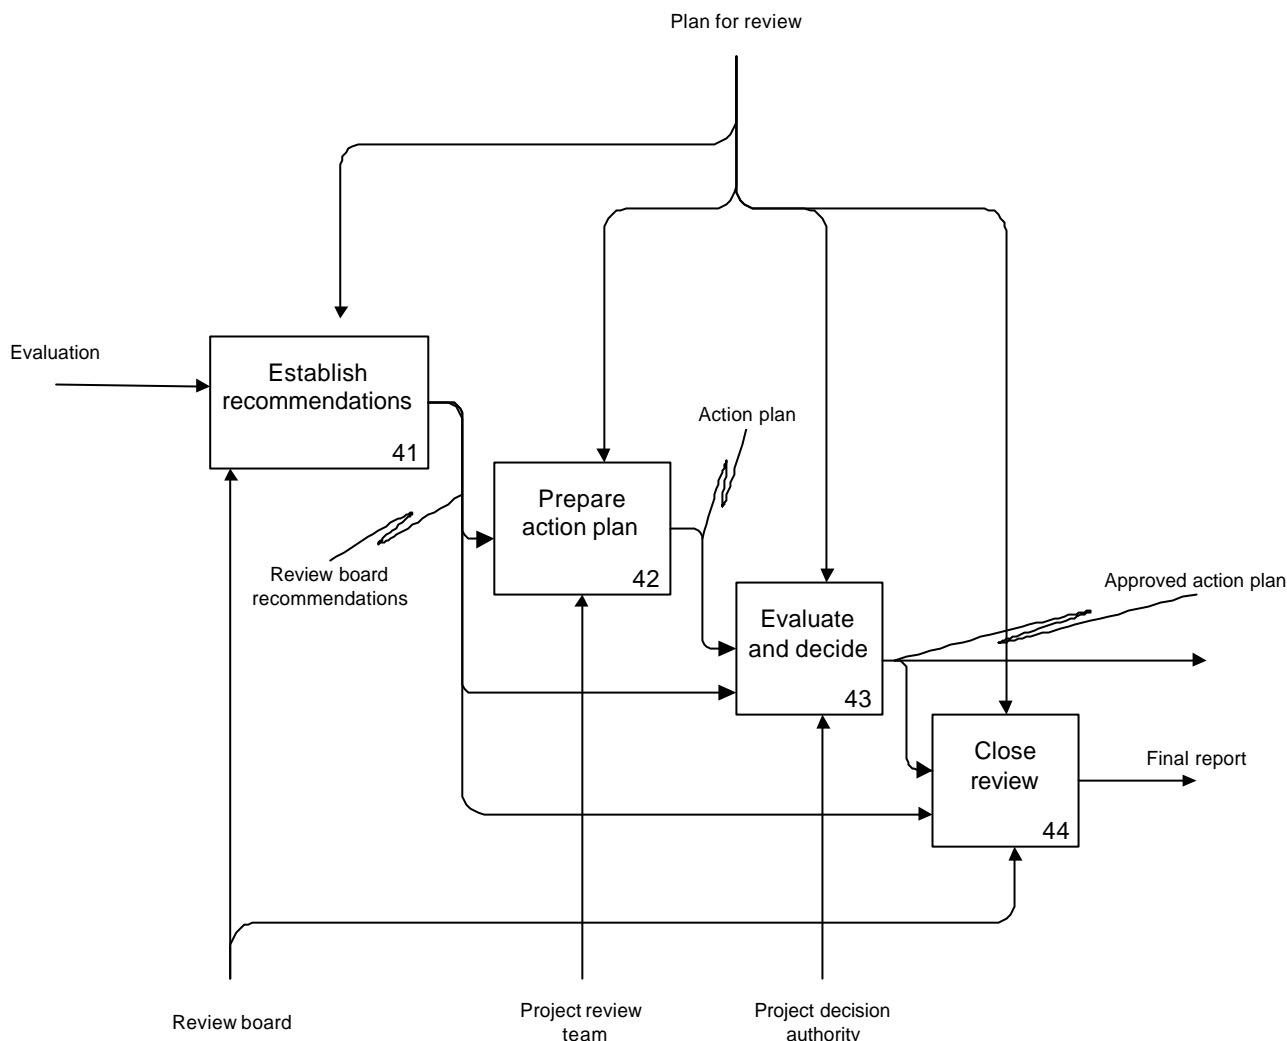 Plan for review
Evaluation
Establish
recommendations
41
Action plan
Prepare
action plan
42
Review board
recommendations
Approved action plan
Evaluate
and decide
43
Close
review
44
Final report
Review board
Project review
team
Project decision
authority